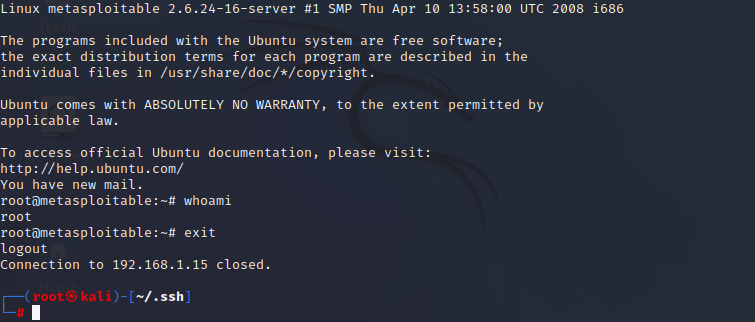 Linux metasploitable 2.6.24-16-server #1 SMP Thu Apr 10 13:58:00 UTC 2008 i686
The programs included with the Ubuntu system are free software;
the exact distribution terms for each program are described in the
individual files in /usr/share/doc/*/copyright.
Ubuntu comes with ABSOLUTELY NO WARRANTY, to the extent permitted by
applicable law.
To access official Ubuntu documentation, please visit:
http://help.ubuntu.com/
You have new mail.
root@metasploitable:~# whoami
root
root@metasploitable:~# exit
logout
Connection to 192.168.1.15 closed.
┌──(root㉿kali)-[~/.ssh]
└─#